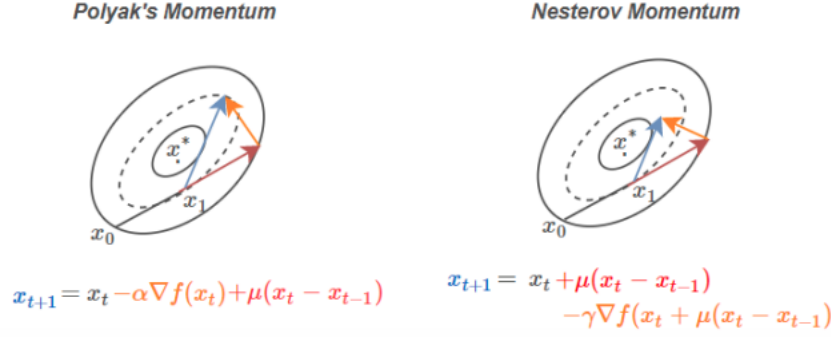 Polyak's Momentum
x*
x₁
x₀
xₜ₊₁ = xₜ −α∇f(xₜ)+μ(xₜ − xₜ₋₁)
Nesterov Momentum
x*
x₁
x₀
xₜ₊₁ = xₜ +μ(xₜ − xₜ₋₁)
−γ∇f(xₜ + μ(xₜ − xₜ₋₁)